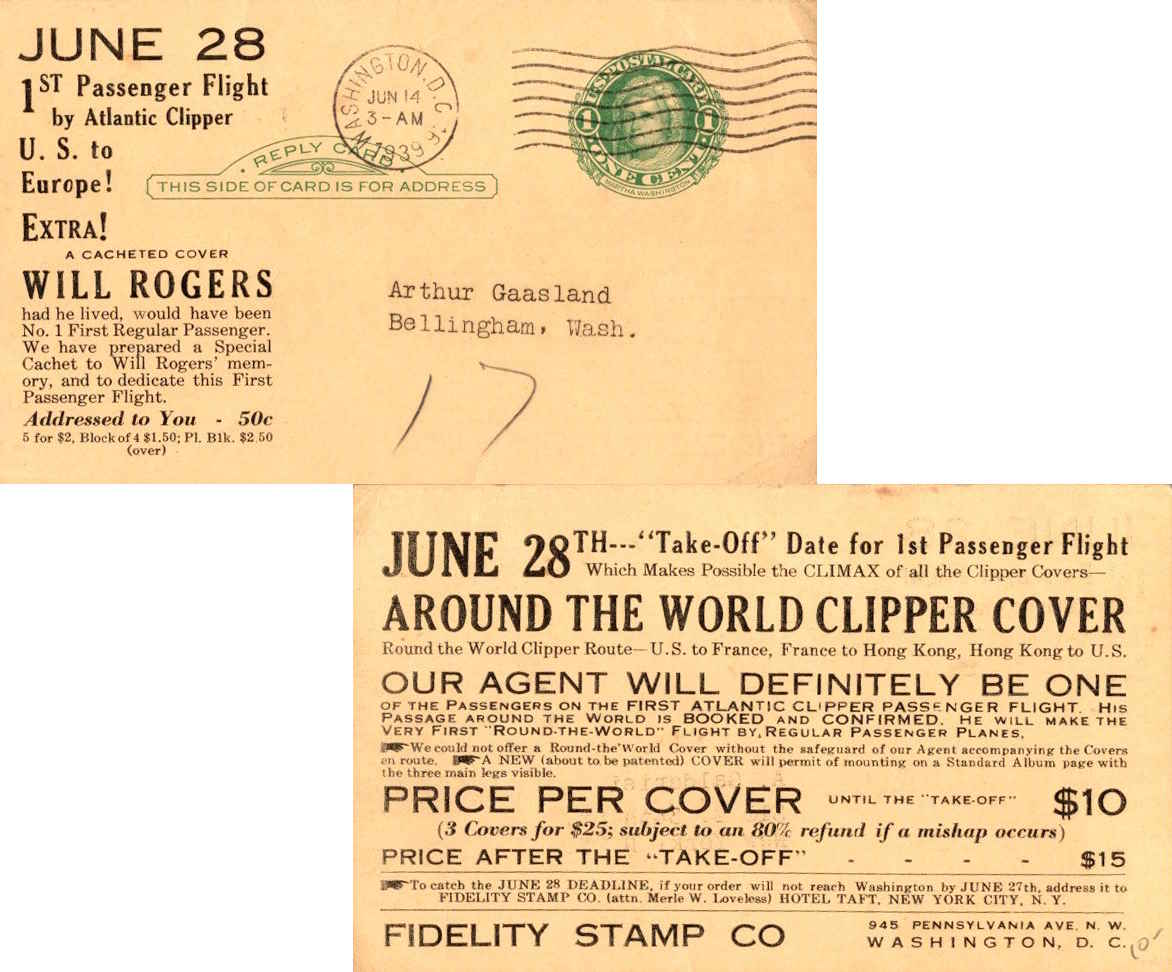 JUNE 28
1ST Passenger Flight
by Atlantic Clipper
U. S. to
Europe!
EXTRA!
A CACHETED COVER
WILL ROGERS
had he lived, would have been
No. 1 First Regular Passenger.
We have prepared a Special
Cachet to Will Rogers' mem-
ory, and to dedicate this First
Passenger Flight.
Addressed to You - 50c
5 for $2, Block of 4 $1.50; Pl. Blk. $2.50
(over)
WASHINGTON, D.C.
JUN 14
3-AM
1939
REPLY CARD
THIS SIDE OF CARD IS FOR ADDRESS
U.S. POSTAL CARD
1 1
ONE CENT
MARTHA WASHINGTON
Arthur Gaasland
Bellingham, Wash.
17
JUNE 28TH---"Take-Off" Date for 1st Passenger Flight
Which Makes Possible the CLIMAX of all the Clipper Covers—
AROUND THE WORLD CLIPPER COVER
Round the World Clipper Route—U.S. to France, France to Hong Kong, Hong Kong to U.S.
OUR AGENT WILL DEFINITELY BE ONE
OF THE PASSENGERS ON THE FIRST ATLANTIC CLIPPER PASSENGER FLIGHT. HIS
PASSAGE AROUND THE WORLD IS BOOKED AND CONFIRMED. HE WILL MAKE THE
VERY FIRST "ROUND-THE-WORLD" FLIGHT BY REGULAR PASSENGER PLANES.
We could not offer a Round-the-World Cover without the safeguard of our Agent accompanying the Covers
en route. A NEW (about to be patented) COVER will permit of mounting on a Standard Album page with
the three main legs visible.
PRICE PER COVER UNTIL THE "TAKE-OFF" $10
(3 Covers for $25; subject to an 80% refund if a mishap occurs)
PRICE AFTER THE "TAKE-OFF" - - - - $15
To catch the JUNE 28 DEADLINE, if your order will not reach Washington by JUNE 27th, address it to
FIDELITY STAMP CO. (attn. Merle W. Loveless) HOTEL TAFT, NEW YORK CITY, N. Y.
FIDELITY STAMP CO
945 PENNSYLVANIA AVE. N. W.
WASHINGTON, D. C.